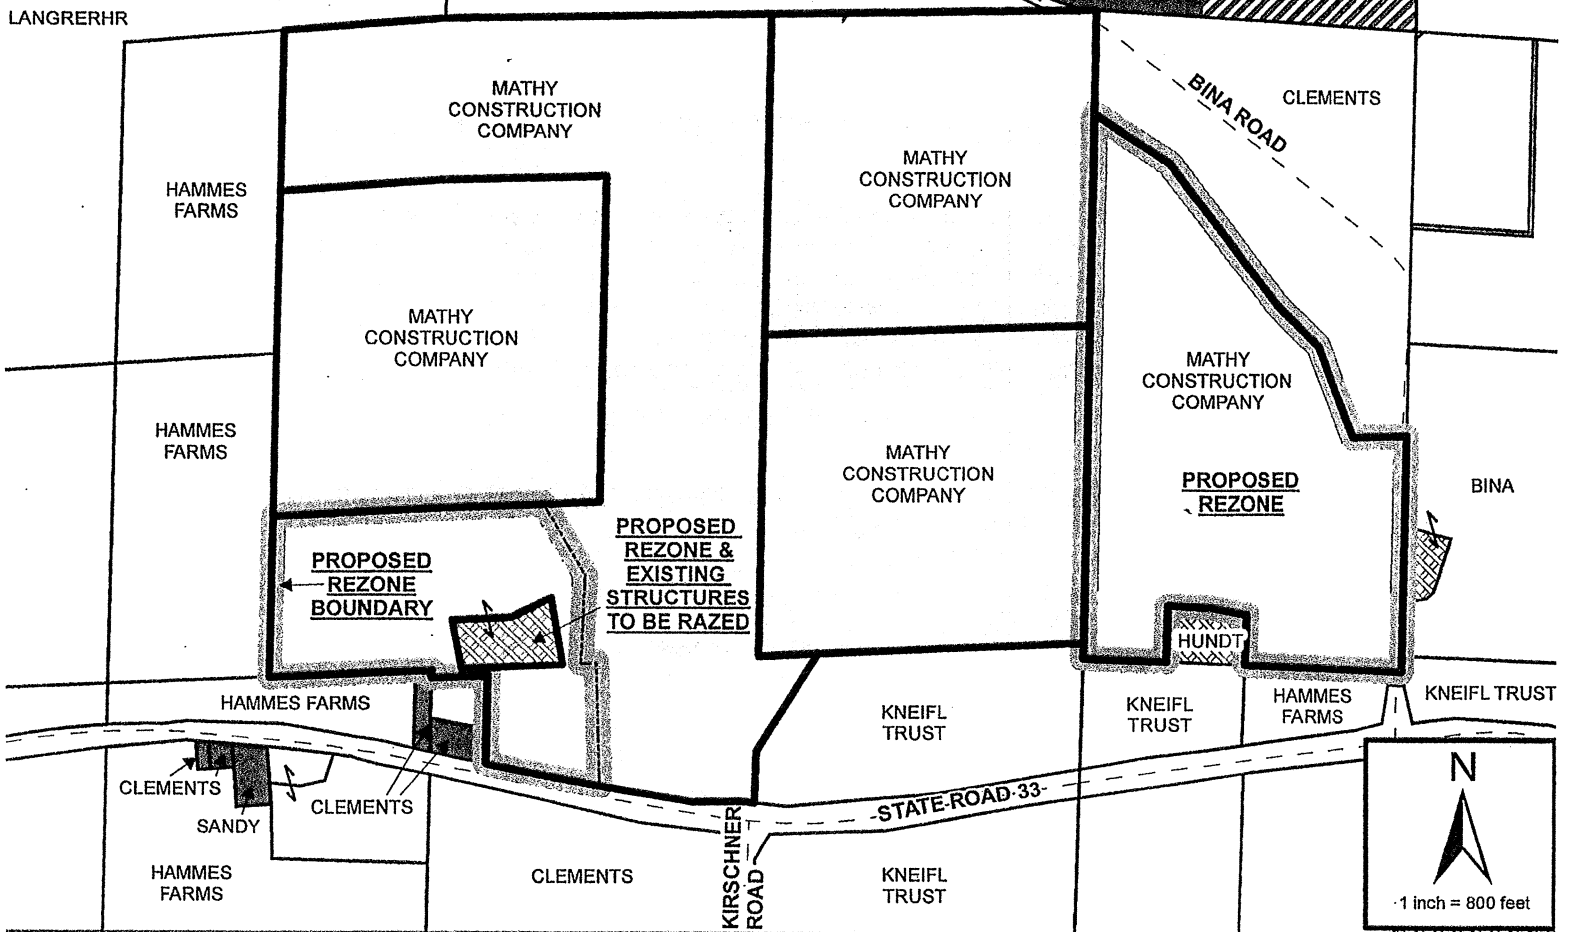 LANGRERHR
MATHY
CONSTRUCTION
COMPANY
BINA ROAD
CLEMENTS
HAMMES
FARMS
MATHY
CONSTRUCTION
COMPANY
MATHY
CONSTRUCTION
COMPANY
MATHY
CONSTRUCTION
COMPANY
HAMMES
FARMS
MATHY
CONSTRUCTION
COMPANY
PROPOSED
REZONE
BINA
PROPOSED
REZONE
BOUNDARY
PROPOSED
REZONE &
EXISTING
STRUCTURES
TO BE RAZED
HUNDT
HAMMES FARMS
KNEIFL
TRUST
KNEIFL
TRUST
HAMMES
FARMS
KNEIFL TRUST
CLEMENTS
SANDY
CLEMENTS
STATE ROAD 33
HAMMES
FARMS
CLEMENTS
KIRSCHNER
ROAD
KNEIFL
TRUST
N
1 inch = 800 feet